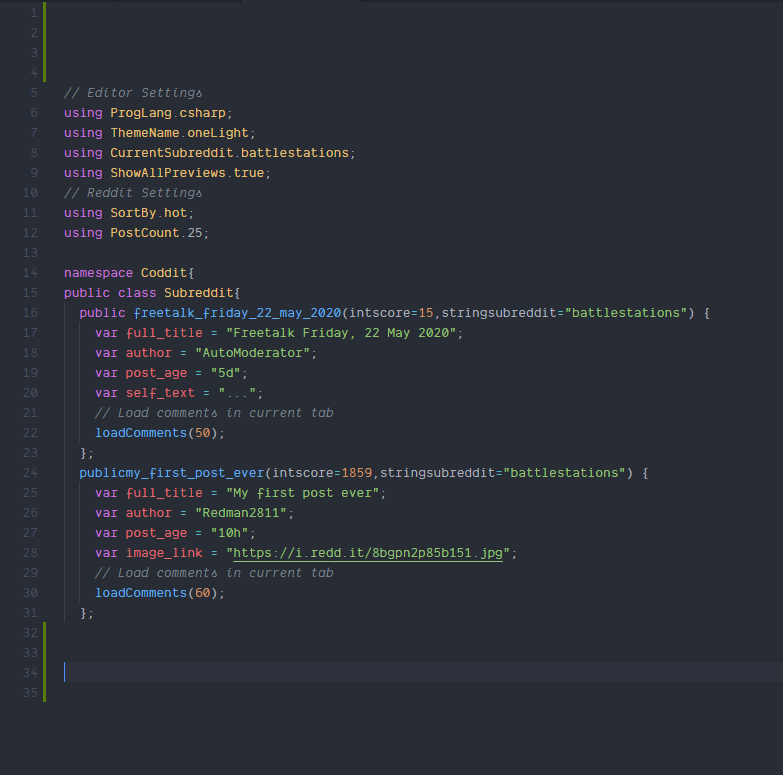 1
2
3
4
5 // Editor Settings
6 using ProgLang.csharp;
7 using ThemeName.oneLight;
8 using CurrentSubreddit.battlestations;
9 using ShowAllPreviews.true;
10 // Reddit Settings
11 using SortBy.hot;
12 using PostCount.25;
13
14 namespace Coddit{
15 public class Subreddit{
16 public freetalk_friday_22_may_2020(intscore=15,stringsubreddit="battlestations") {
17 var full_title = "Freetalk Friday, 22 May 2020";
18 var author = "AutoModerator";
19 var post_age = "5d";
20 var self_text = "...";
21 // Load comments in current tab
22 loadComments(50);
23 };
24 publicmy_first_post_ever(intscore=1859,stringsubreddit="battlestations") {
25 var full_title = "My first post ever";
26 var author = "Redman2811";
27 var post_age = "10h";
28 var image_link = "https://i.redd.it/8bgpn2p85b151.jpg";
29 // Load comments in current tab
30 loadComments(60);
31 };
32
33
34
35